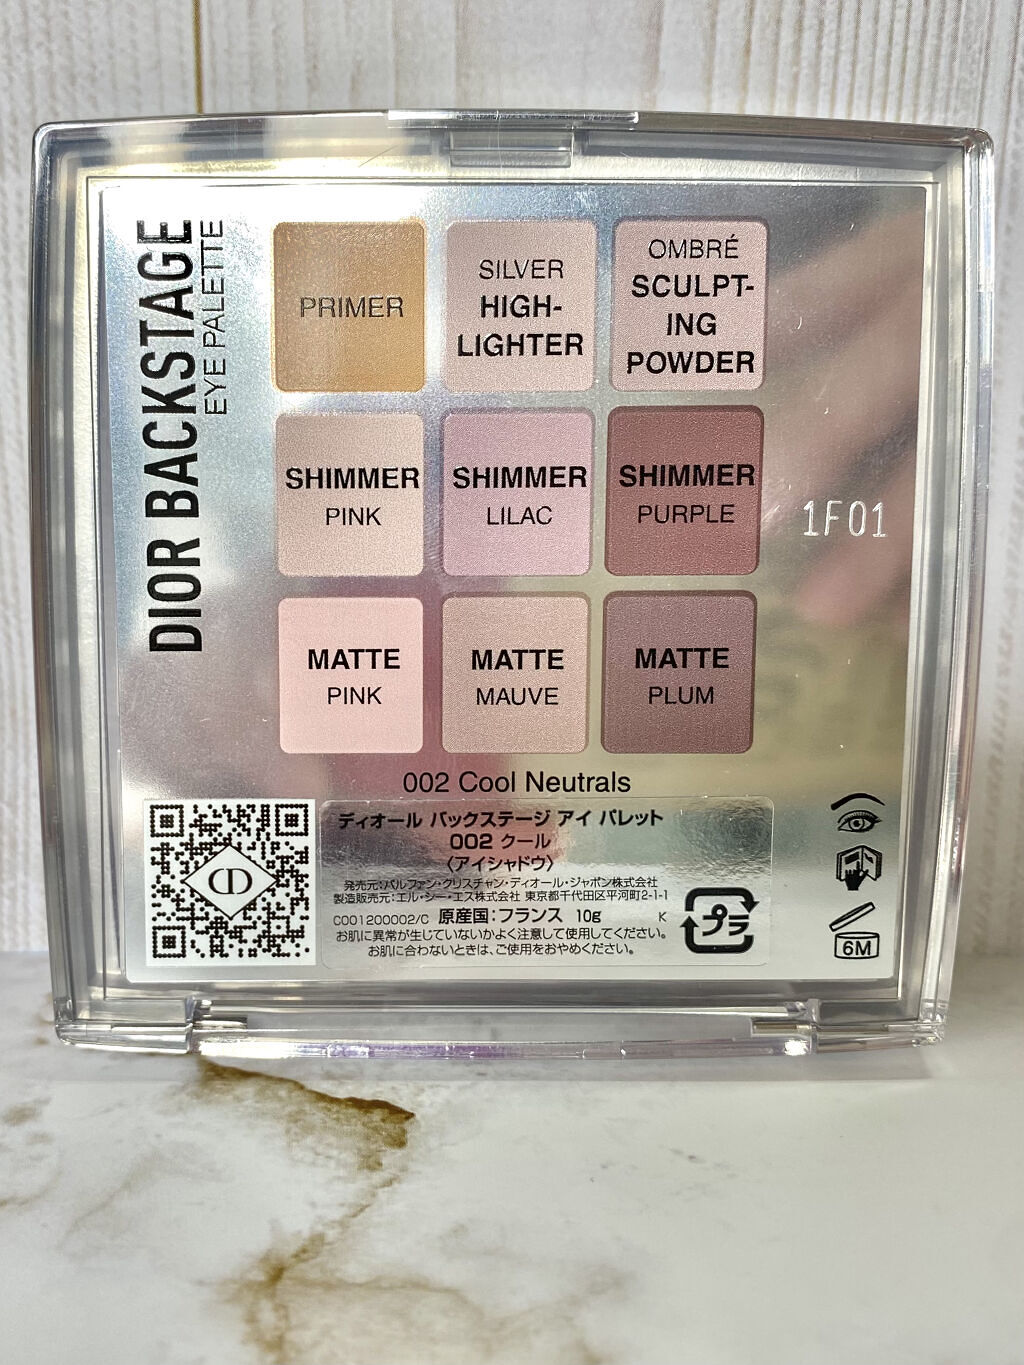 DIOR BACKSTAGE
EYE PALETTE
PRIMER
SILVER
HIGH-
LIGHTER
OMBRÉ
SCULPT-
ING
POWDER
SHIMMER
PINK
SHIMMER
LILAC
SHIMMER
PURPLE
1F01
MATTE
PINK
MATTE
MAUVE
MATTE
PLUM
002 Cool Neutrals
ディオール バックステージ アイ パレット
002 クール
〈アイシャドウ〉
発売元:パルファン・クリスチャン・ディオール・ジャポン株式会社
製造販売元:エル・シー・エス株式会社 東京都千代田区平河町2-1-1
C001200002/C 原産国:フランス 10g K
お肌に異常が生じていないかよく注意して使用してください。
お肌に合わないときは、ご使用をおやめください。
プラ
CD
6M